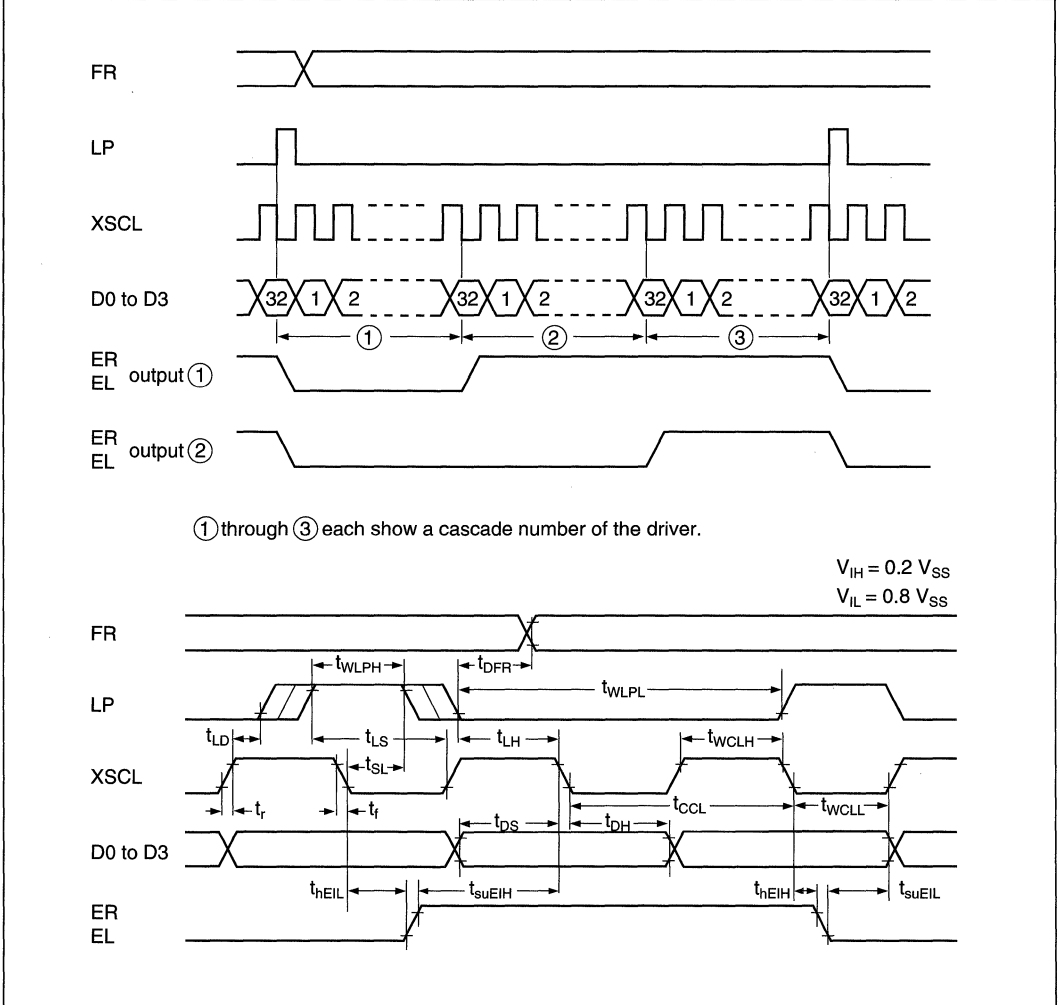 FR
LP
XSCL
D0 to D3 32 1 2 32 1 2 32 1 2 32 1 2
① ② ③
ER
EL output ①
ER
EL output ②
① through ③ each show a cascade number of the driver.
V_IH = 0.2 V_SS
V_IL = 0.8 V_SS
FR
t_WLPH t_DFR
LP t_WLPL
t_LD t_LS t_LH t_WCLH
XSCL t_SL
t_r t_f t_CCL t_WCLL
t_DS t_DH
D0 to D3
t_hEIL t_suEIH t_hEIH t_suEIL
ER
EL